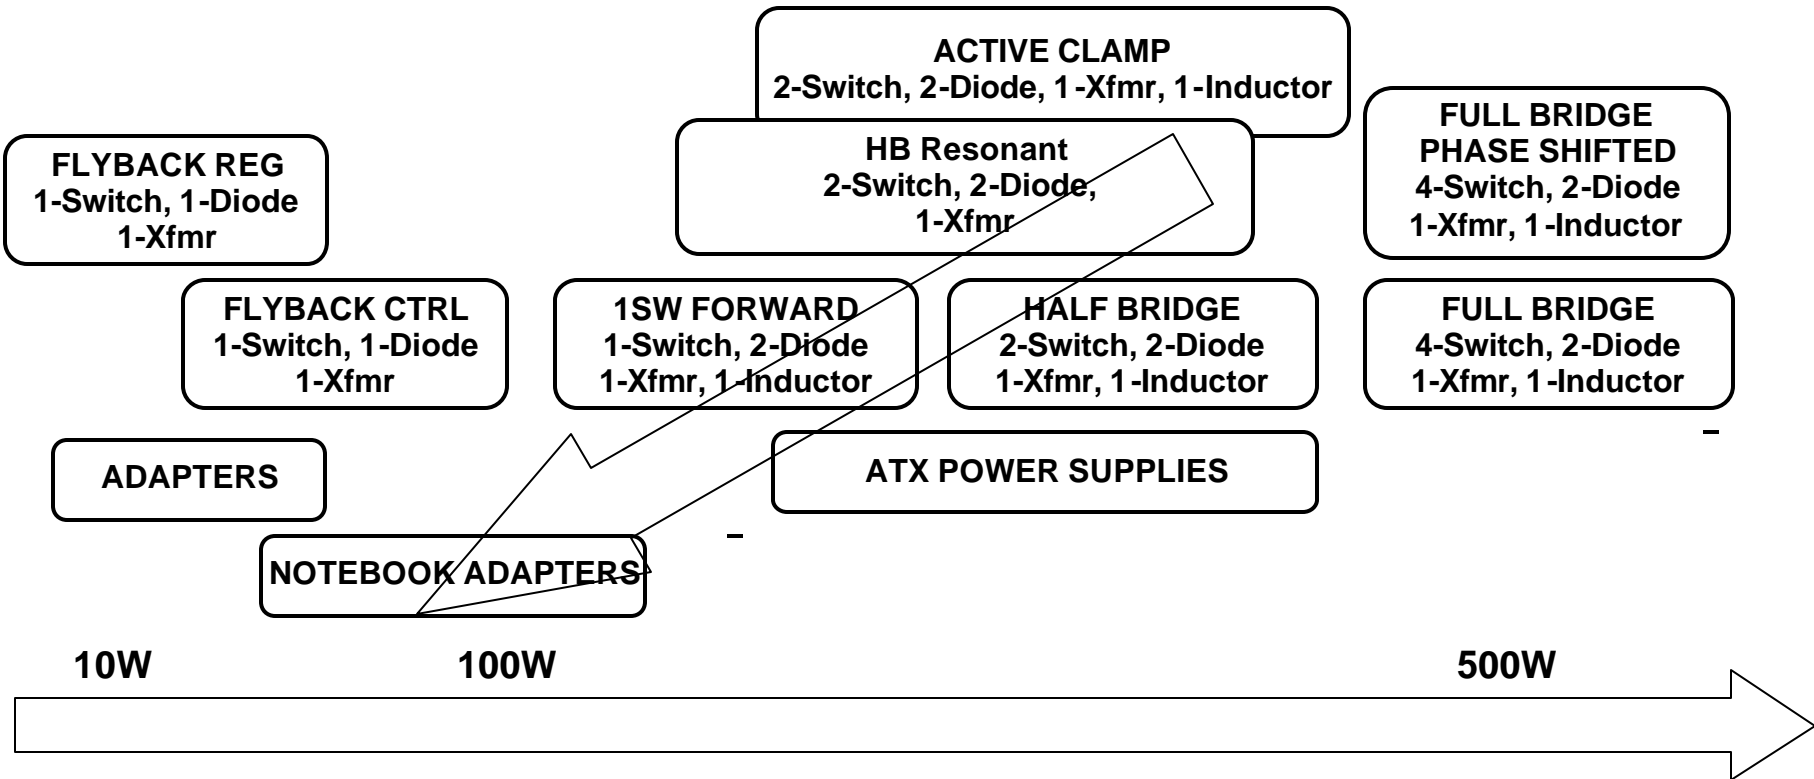 ACTIVE CLAMP
2-Switch, 2-Diode, 1-Xfmr, 1-Inductor
HB Resonant
2-Switch, 2-Diode,
1-Xfmr
FULL BRIDGE
PHASE SHIFTED
4-Switch, 2-Diode
1-Xfmr, 1-Inductor
FLYBACK REG
1-Switch, 1-Diode
1-Xfmr
FLYBACK CTRL
1-Switch, 1-Diode
1-Xfmr
1SW FORWARD
1-Switch, 2-Diode
1-Xfmr, 1-Inductor
HALF BRIDGE
2-Switch, 2-Diode
1-Xfmr, 1-Inductor
FULL BRIDGE
4-Switch, 2-Diode
1-Xfmr, 1-Inductor
ADAPTERS
ATX POWER SUPPLIES
NOTEBOOK ADAPTERS
10W
100W
500W